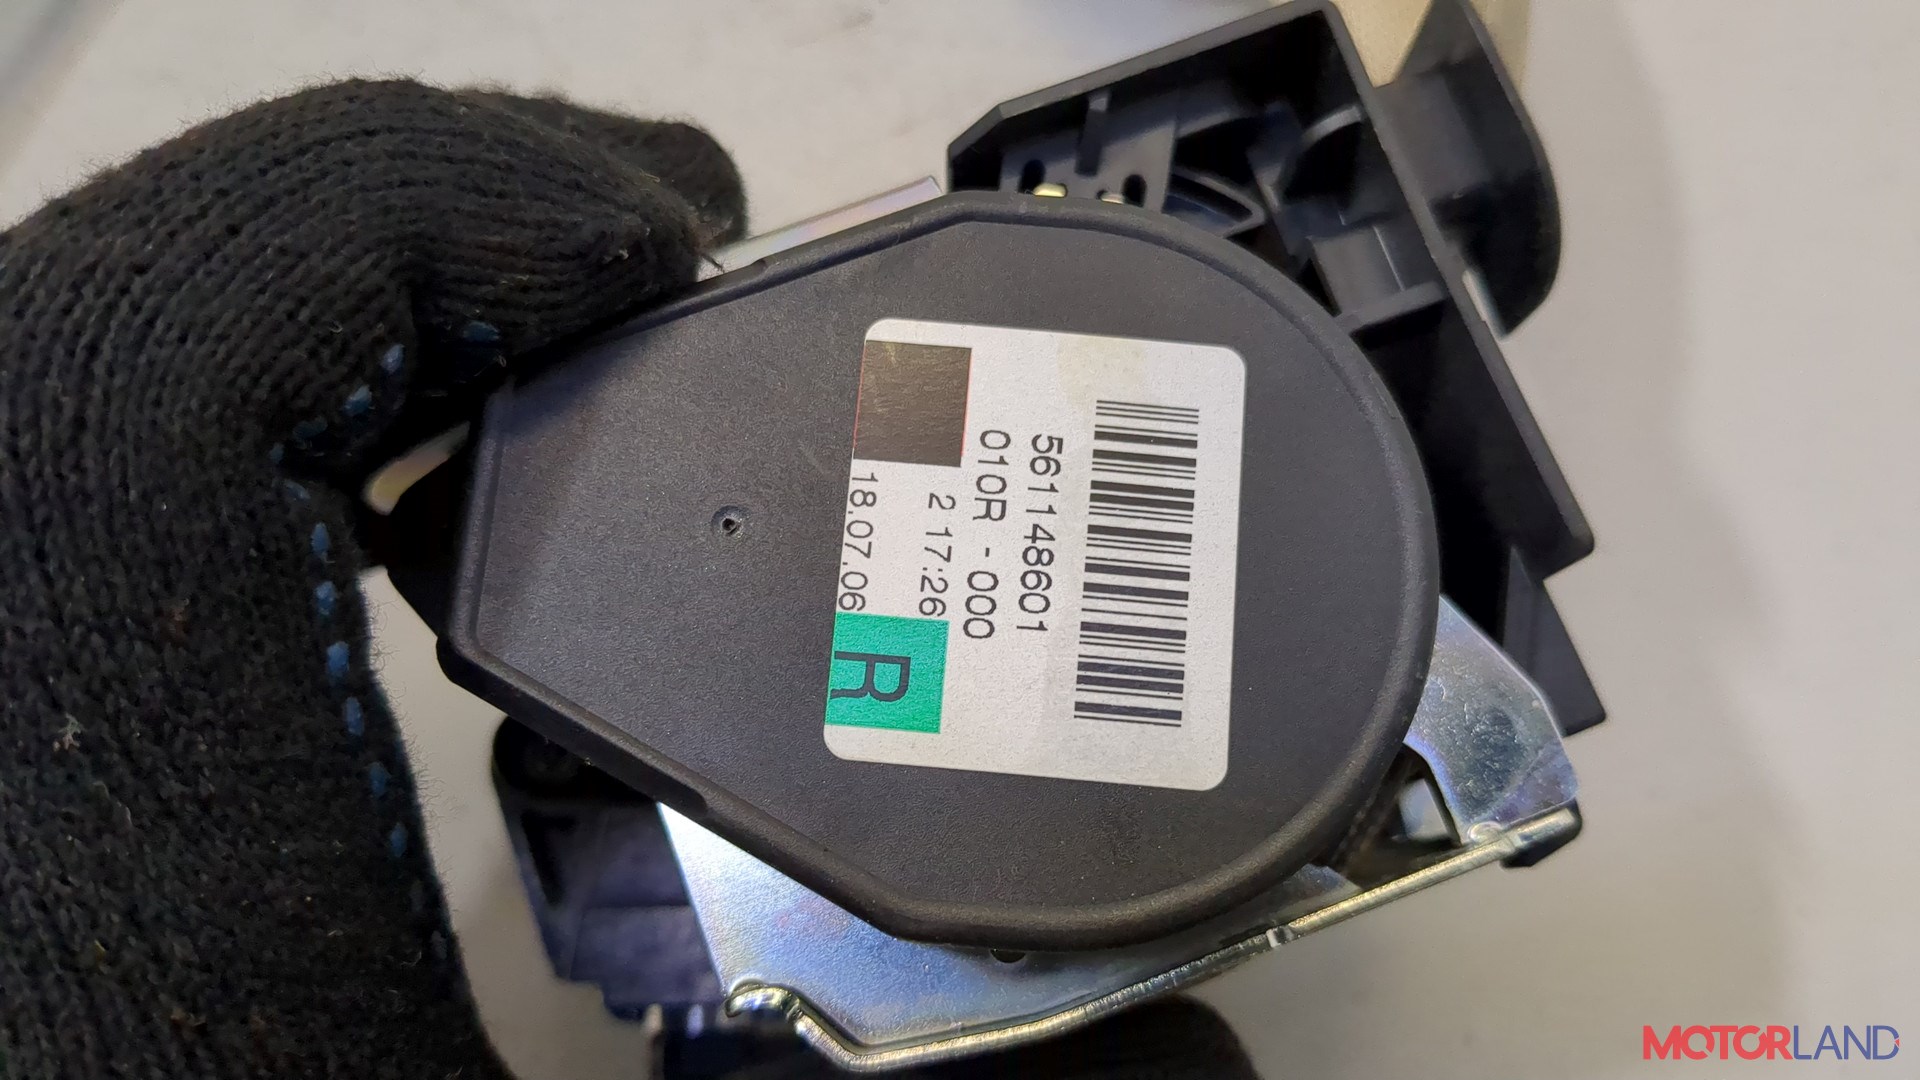 561148601
010R - 000
2 17:26
18.07.06
R
MOTORLAND